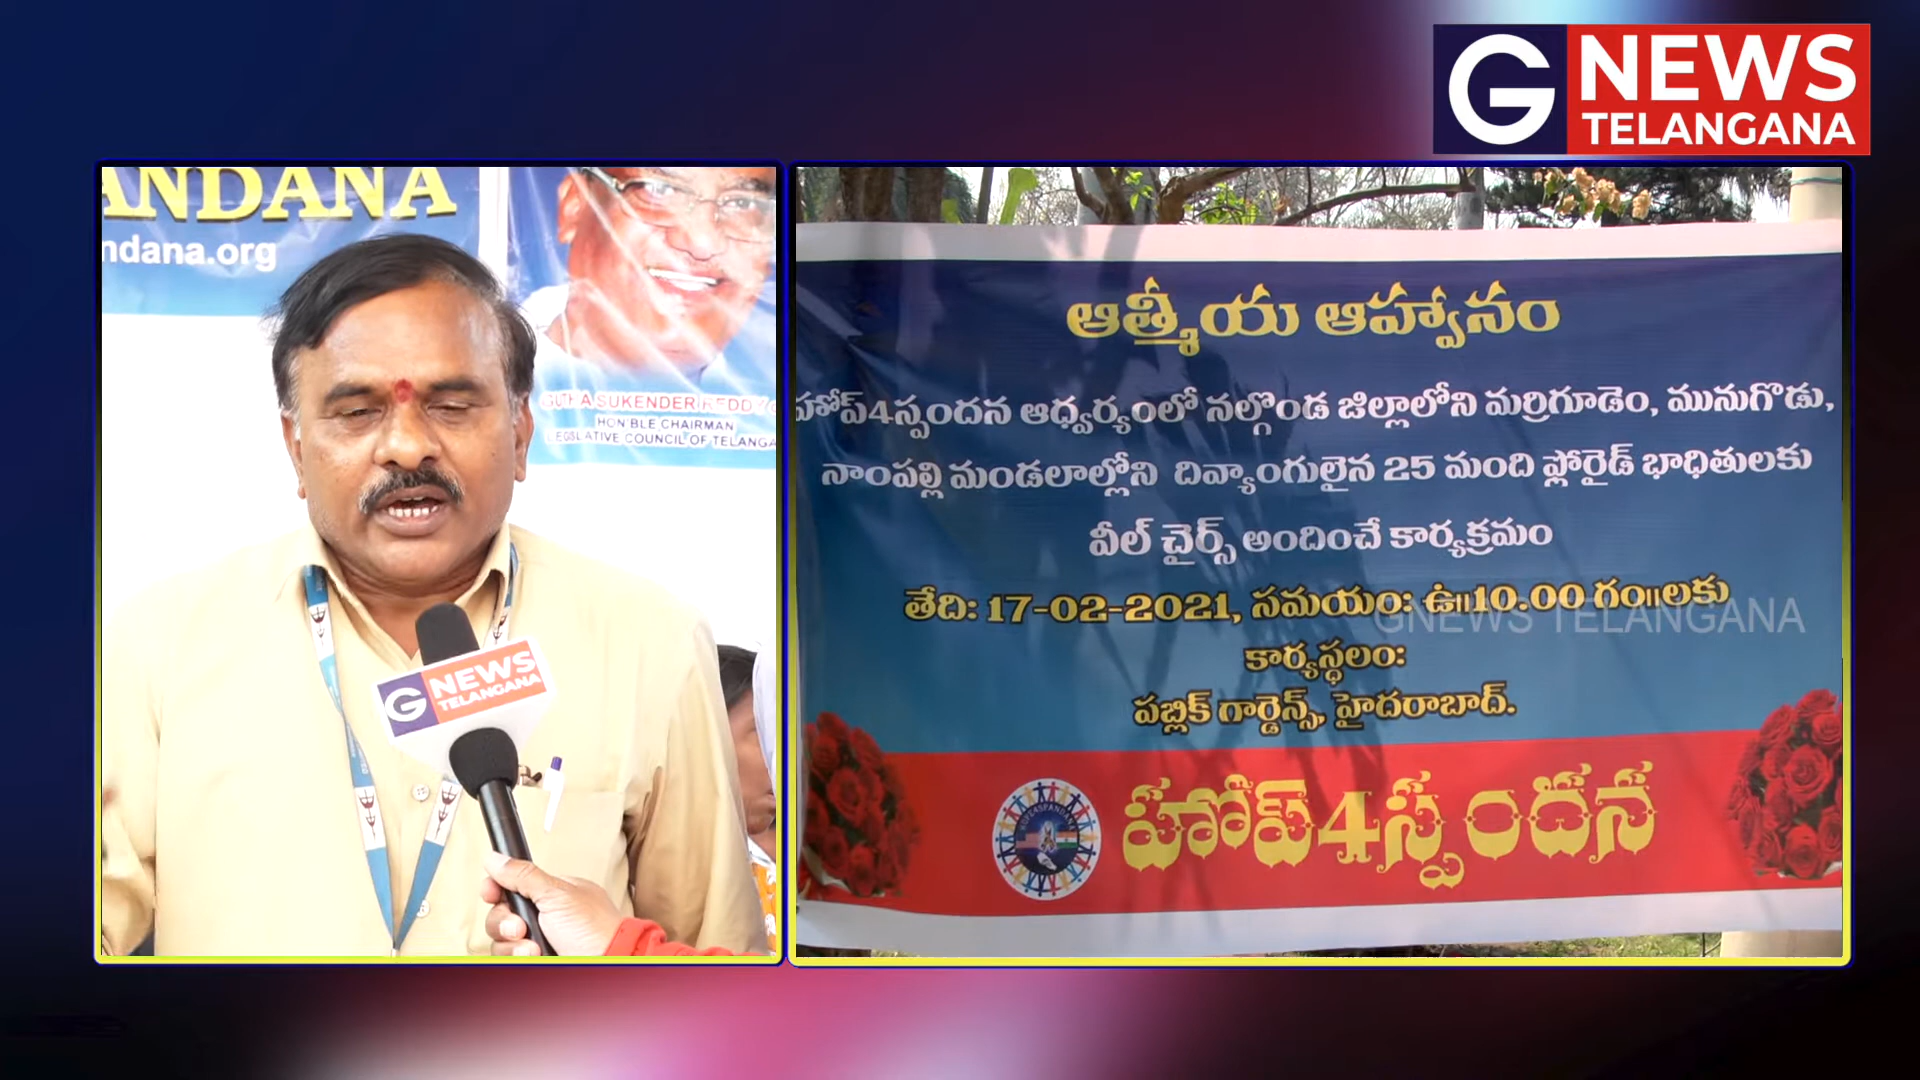 G NEWS
TELANGANA
ANDANA
ndana.org
GUTHA SUKENDER REDDY G
HON'BLE CHAIRMAN
LEGISLATIVE COUNCIL OF TELANGA
G NEWS
TELANGANA
ఆత్మీయ ఆహ్వానం
హోప్4స్పందన ఆధ్వర్యంలో నల్గొండ జిల్లాలోని మర్రిగూడెం, మునుగొడు,
నాంపల్లి మండలాల్లోని దివ్యాంగులైన 25 మంది ఫ్లోరైడ్ భాధితులకు
వీల్ చైర్స్ అందించే కార్యక్రమం
తేది: 17-02-2021, సమయం: ఉ॥10.00 గం॥లకు
GNEWS TELANGANA
కార్యస్థలం:
పబ్లిక్ గార్డెన్స్, హైదరాబాద్.
హోప్4స్పందన